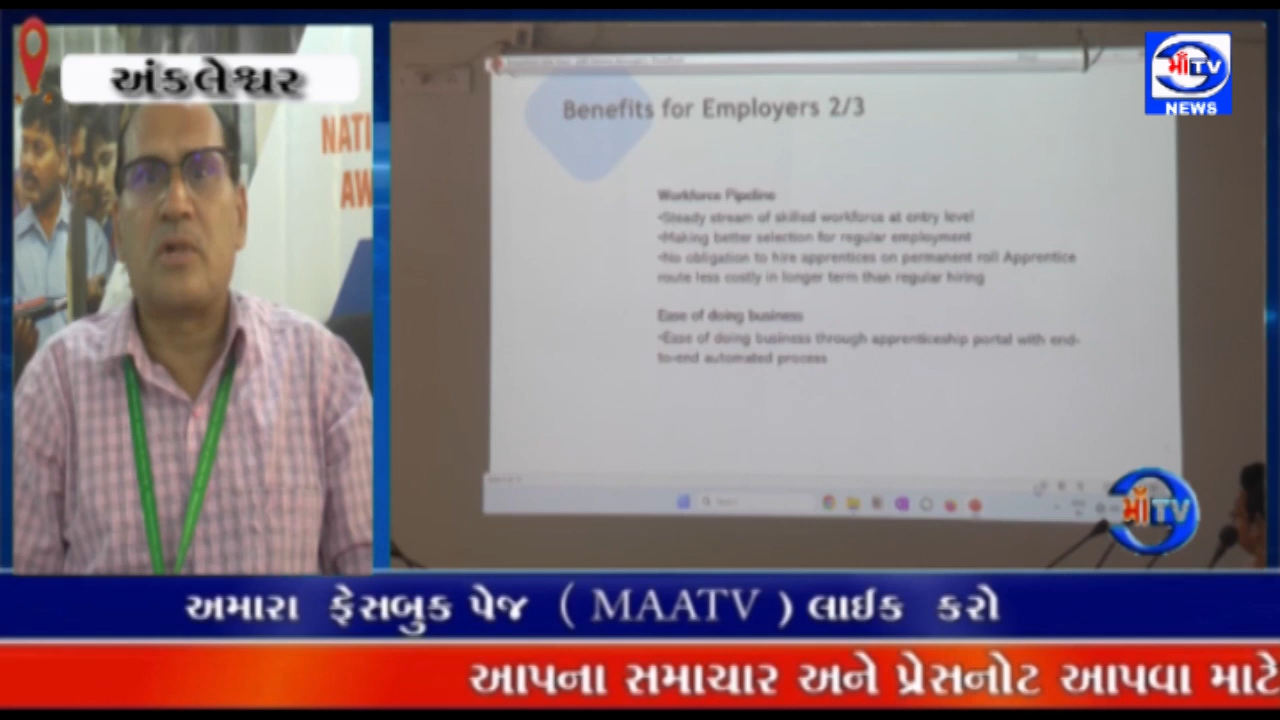 અંકલેશ્વર
NATI
AW
માઁ TV
NEWS
Benefits for Employers 2/3
Workforce Pipeline
•Steady stream of skilled workforce at entry level
•Making better selection for regular employment
•No obligation to hire apprentices on permanent roll Apprentice
route less costly in longer term than regular hiring
Ease of doing business
•Ease of doing business through apprenticeship portal with end-
to-end automated process
Search
માઁ TV
અમારા ફેસબુક પેજ ( MAATV ) લાઈક કરો
આપના સમાચાર અને પ્રેસનોટ આપવા માટે